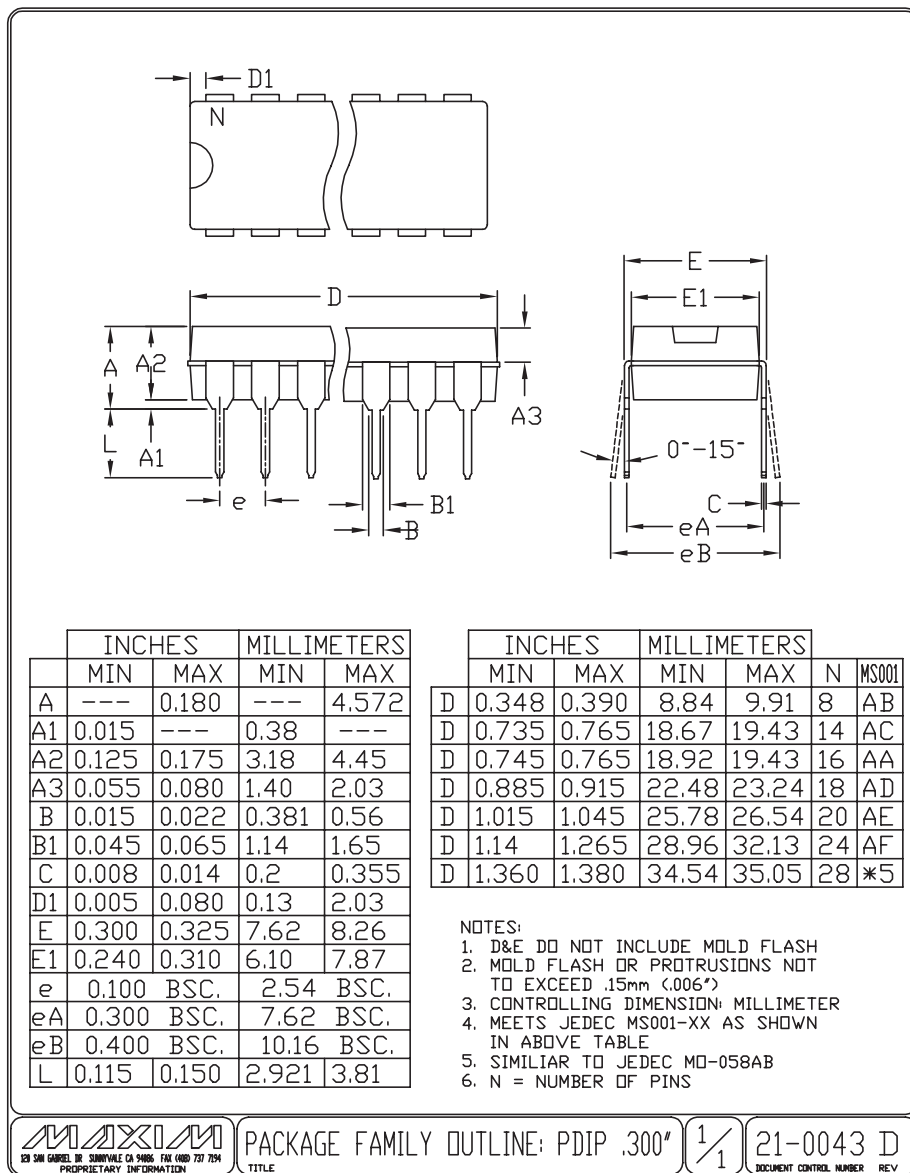 D1
N
E
D
E1
A
A2
A3
L
A1
0°-15°
e
B1
B
C
eA
eB
INCHES MILLIMETERS
MIN MAX MIN MAX
A --- 0.180 --- 4.572
A1 0.015 --- 0.38 ---
A2 0.125 0.175 3.18 4.45
A3 0.055 0.080 1.40 2.03
B 0.015 0.022 0.381 0.56
B1 0.045 0.065 1.14 1.65
C 0.008 0.014 0.2 0.355
D1 0.005 0.080 0.13 2.03
E 0.300 0.325 7.62 8.26
E1 0.240 0.310 6.10 7.87
e 0.100 BSC. 2.54 BSC.
eA 0.300 BSC. 7.62 BSC.
eB 0.400 BSC. 10.16 BSC.
L 0.115 0.150 2.921 3.81
INCHES MILLIMETERS
MIN MAX MIN MAX N MS001
D 0.348 0.390 8.84 9.91 8 AB
D 0.735 0.765 18.67 19.43 14 AC
D 0.745 0.765 18.92 19.43 16 AA
D 0.885 0.915 22.48 23.24 18 AD
D 1.015 1.045 25.78 26.54 20 AE
D 1.14 1.265 28.96 32.13 24 AF
D 1.360 1.380 34.54 35.05 28 *5
NOTES:
1. D&E DO NOT INCLUDE MOLD FLASH
2. MOLD FLASH OR PROTRUSIONS NOT
TO EXCEED .15mm (.006")
3. CONTROLLING DIMENSION: MILLIMETER
4. MEETS JEDEC MS001-XX AS SHOWN
IN ABOVE TABLE
5. SIMILIAR TO JEDEC MO-058AB
6. N = NUMBER OF PINS
MAXIM
120 SAN GABRIEL DR SUNNYVALE CA 94086 FAX (408) 737 7194
PROPRIETARY INFORMATION
PACKAGE FAMILY OUTLINE: PDIP .300"
TITLE
1/1
21-0043 D
DOCUMENT CONTROL NUMBER REV